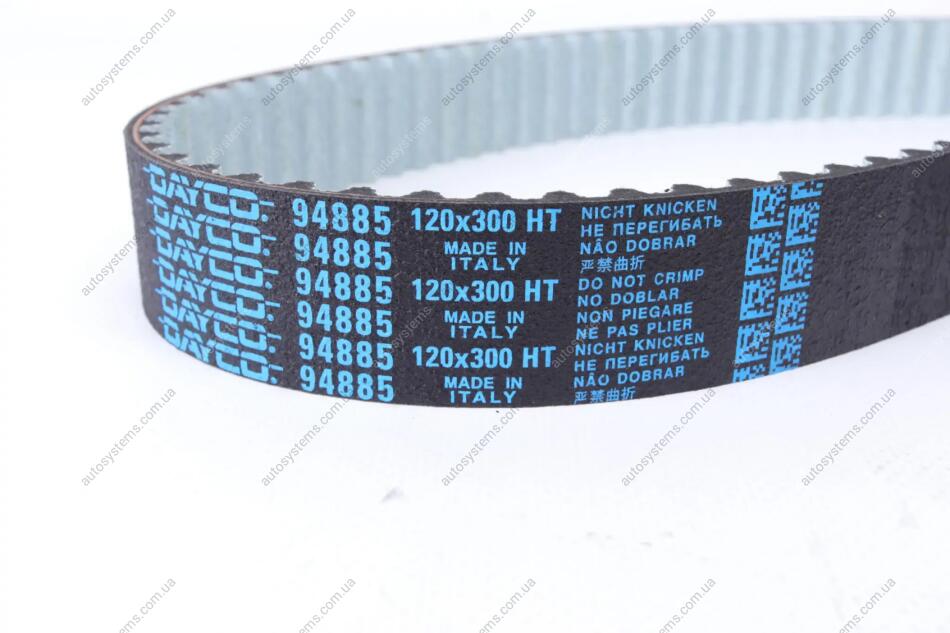 DAYCO.
DAYCO.
DAYCO.
DAYCO.
DAYCO.
DAYCO.
94885
94885
94885
94885
94885
94885
120x300 HT
MADE IN
ITALY
120x300 HT
MADE IN
ITALY
120x300 HT
MADE IN
ITALY
NICHT KNICKEN
НЕ ПЕРЕГИБАТЬ
NÂO DOBRAR
严禁曲折
DO NOT CRIMP
NO DOBLAR
NON PIEGARE
NE PAS PLIER
NICHT KNICKEN
НЕ ПЕРЕГИБАТЬ
NÂO DOBRAR
严禁曲折
autosystems.com.ua